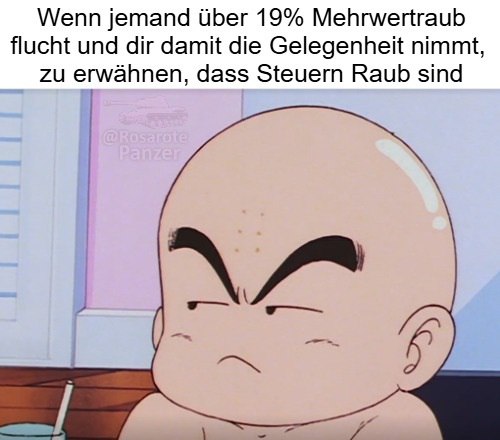 Wenn jemand über 19% Mehrwertraub
flucht und dir damit die Gelegenheit nimmt,
zu erwähnen, dass Steuern Raub sind
@Rosarote
Panzer